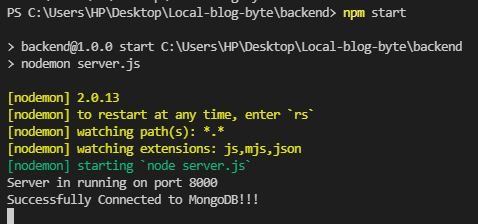 PS C:\Users\HP\Desktop\Local-blog-byte\backend> npm start
> backend@1.0.0 start C:\Users\HP\Desktop\Local-blog-byte\backend
> nodemon server.js
[nodemon] 2.0.13
[nodemon] to restart at any time, enter `rs`
[nodemon] watching path(s): *.*
[nodemon] watching extensions: js,mjs,json
[nodemon] starting `node server.js`
Server in running on port 8000
Successfully Connected to MongoDB!!!